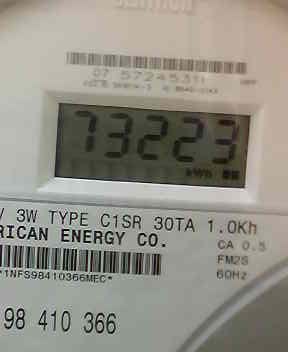 07 57245311
73223
kWh
V 3W TYPE C1SR 30TA 1.0Kh
RICAN ENERGY CO.
CA 0.5
FM2S
60Hz
*1NFS98410366MEC*
98 410 366